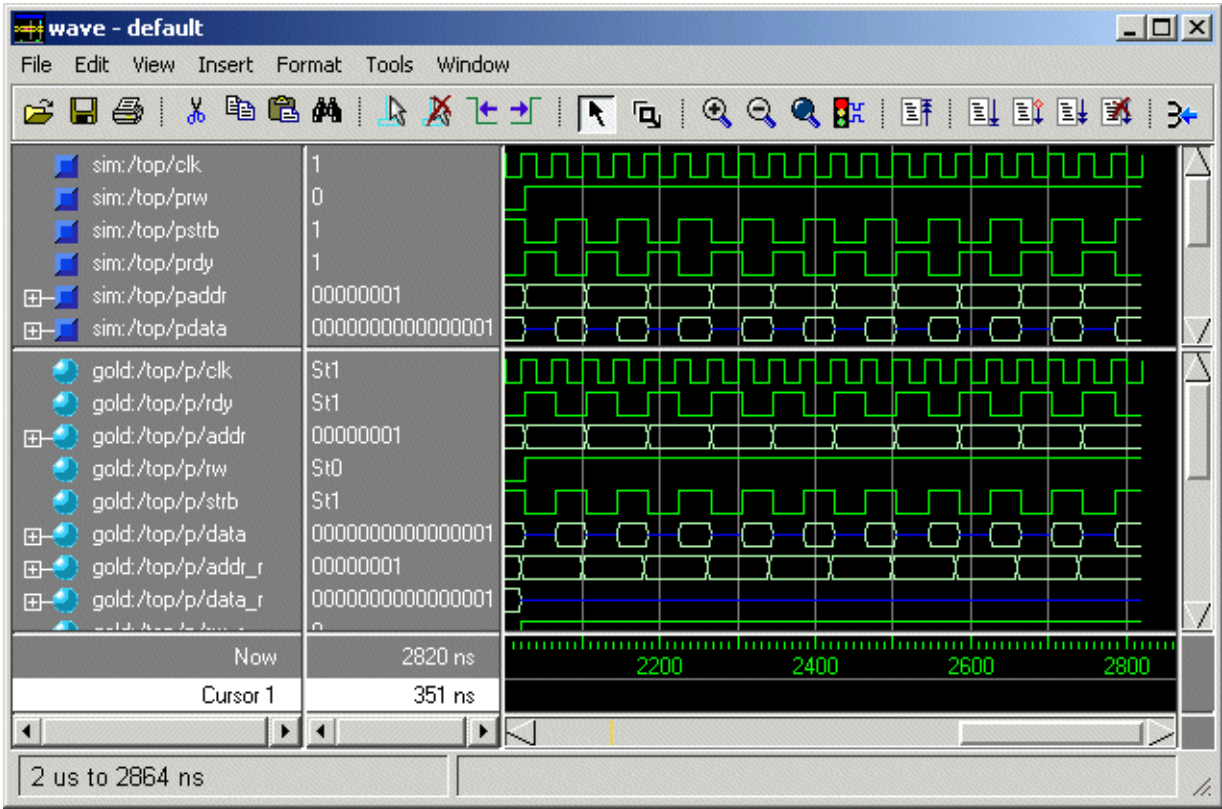 wave - default
File Edit View Insert Format Tools Window
sim:/top/clk 1
sim:/top/prw 0
sim:/top/pstrb 1
sim:/top/prdy 1
sim:/top/paddr 00000001
sim:/top/pdata 0000000000000001
gold:/top/p/clk St1
gold:/top/p/rdy St1
gold:/top/p/addr 00000001
gold:/top/p/rw St0
gold:/top/p/strb St1
gold:/top/p/data 0000000000000001
gold:/top/p/addr_r 00000001
gold:/top/p/data_r 0000000000000001
Now 2820 ns 2200 2400 2600 2800
Cursor 1 351 ns
2 us to 2864 ns